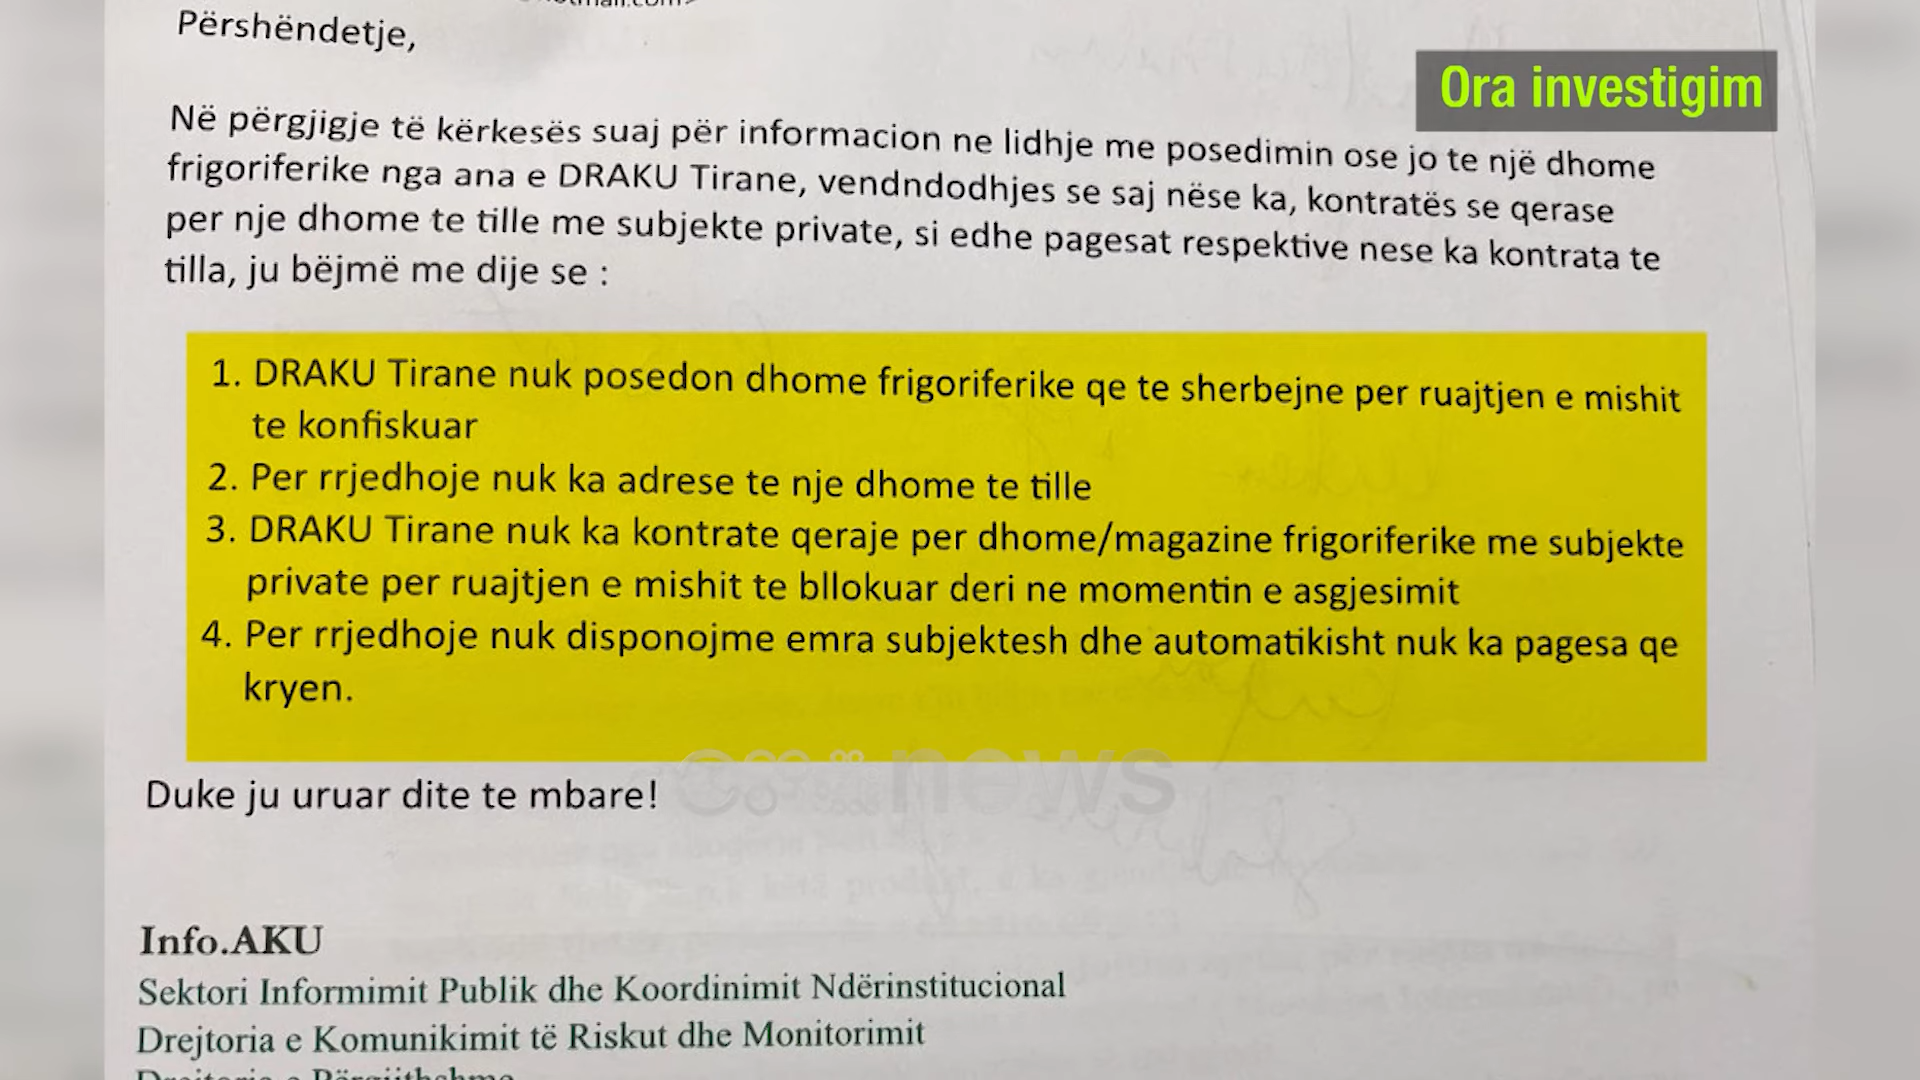 Përshëndetje,
Ora investigim
Në përgjigje të kërkesës suaj për informacion ne lidhje me posedimin ose jo te një dhome
frigoriferike nga ana e DRAKU Tirane, vendndodhjes se saj nëse ka, kontratës se qerase
per nje dhome te tille me subjekte private, si edhe pagesat respektive nese ka kontrata te
tilla, ju bëjmë me dije se :
1. DRAKU Tirane nuk posedon dhome frigoriferike qe te sherbejne per ruajtjen e mishit
te konfiskuar
2. Per rrjedhoje nuk ka adrese te nje dhome te tille
3. DRAKU Tirane nuk ka kontrate qeraje per dhome/magazine frigoriferike me subjekte
private per ruajtjen e mishit te bllokuar deri ne momentin e asgjesimit
4. Per rrjedhoje nuk disponojme emra subjektesh dhe automatikisht nuk ka pagesa qe
kryen.
news
Duke ju uruar dite te mbare!
Info.AKU
Sektori Informimit Publik dhe Koordinimit Ndërinstitucional
Drejtoria e Komunikimit të Riskut dhe Monitorimit
Drejtoria e Përgjithshme